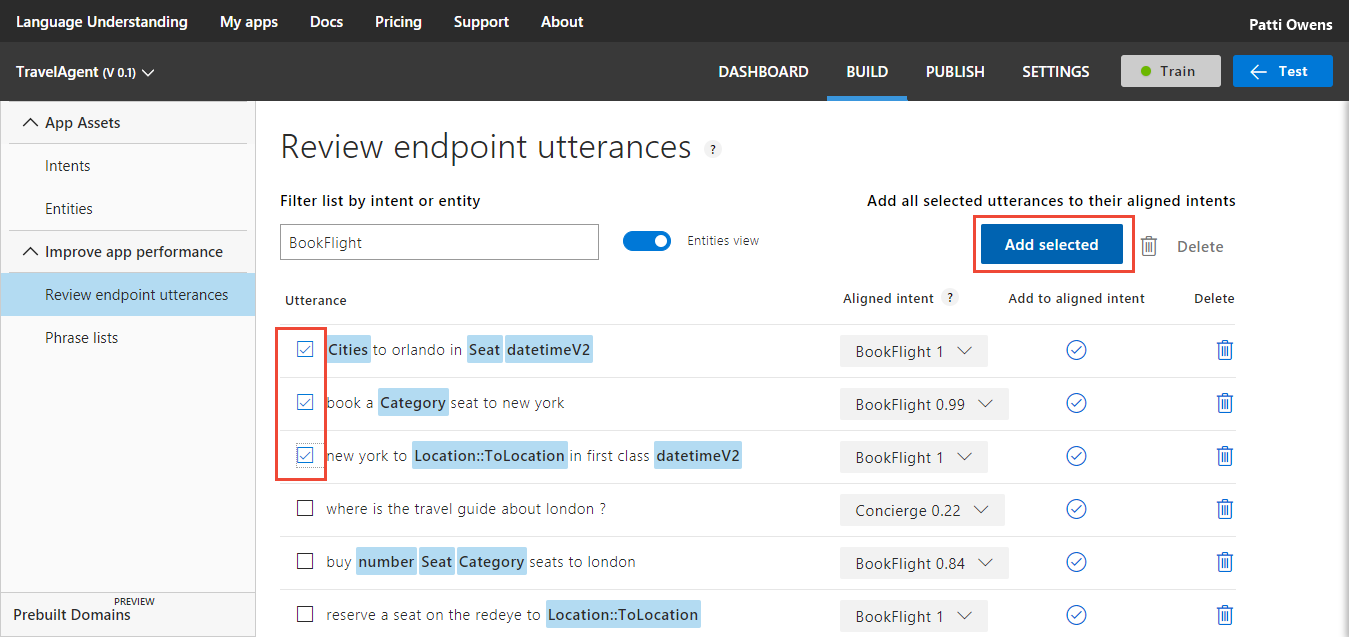 Language Understanding My apps Docs Pricing Support About Patti Owens
TravelAgent (V 0.1) DASHBOARD BUILD PUBLISH SETTINGS Train Test
App Assets
Intents
Entities
Improve app performance
Review endpoint utterances
Phrase lists
PREVIEW
Prebuilt Domains
Review endpoint utterances ?
Filter list by intent or entity Add all selected utterances to their aligned intents
BookFlight Entities view Add selected Delete
Utterance Aligned intent ? Add to aligned intent Delete
Cities to orlando in Seat datetimeV2 BookFlight 1
book a Category seat to new york BookFlight 0.99
new york to Location::ToLocation in first class datetimeV2 BookFlight 1
where is the travel guide about london ? Concierge 0.22
buy number Seat Category seats to london BookFlight 0.84
reserve a seat on the redeye to Location::ToLocation BookFlight 1